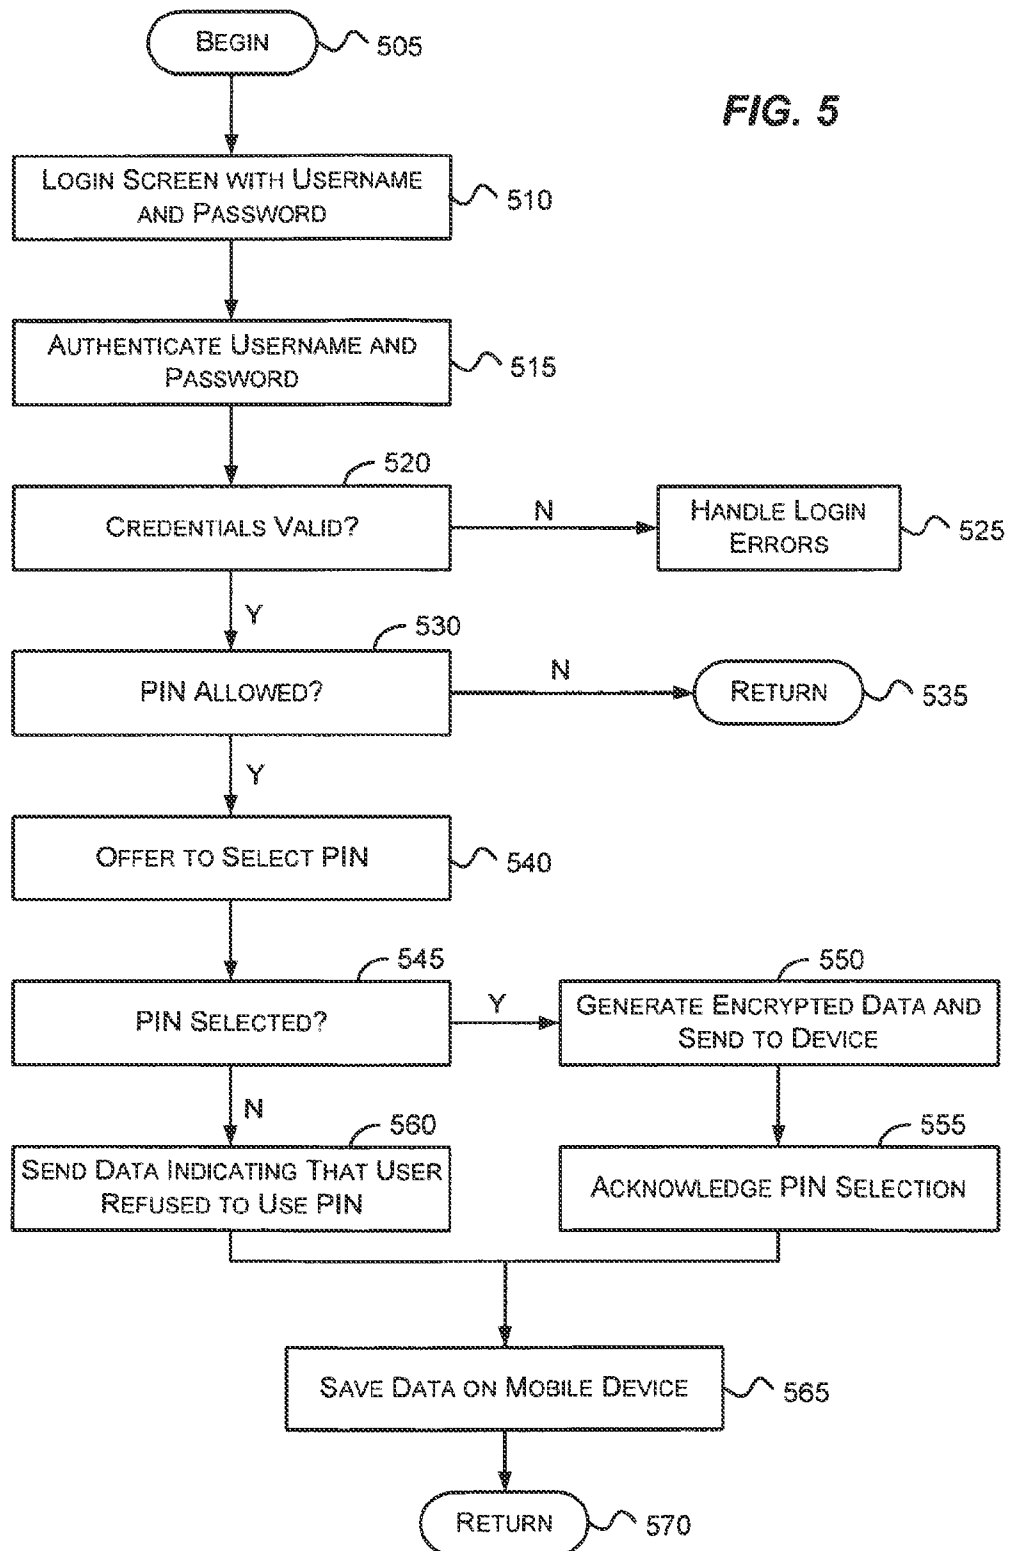 BEGIN
505
FIG. 5
LOGIN SCREEN WITH USERNAME
AND PASSWORD
510
AUTHENTICATE USERNAME AND
PASSWORD
515
520
CREDENTIALS VALID?
N
HANDLE LOGIN
ERRORS
525
Y
530
PIN ALLOWED?
N
RETURN
535
Y
OFFER TO SELECT PIN
540
545
PIN SELECTED?
Y
550
GENERATE ENCRYPTED DATA AND
SEND TO DEVICE
N
560
SEND DATA INDICATING THAT USER
REFUSED TO USE PIN
555
ACKNOWLEDGE PIN SELECTION
SAVE DATA ON MOBILE DEVICE
565
RETURN
570